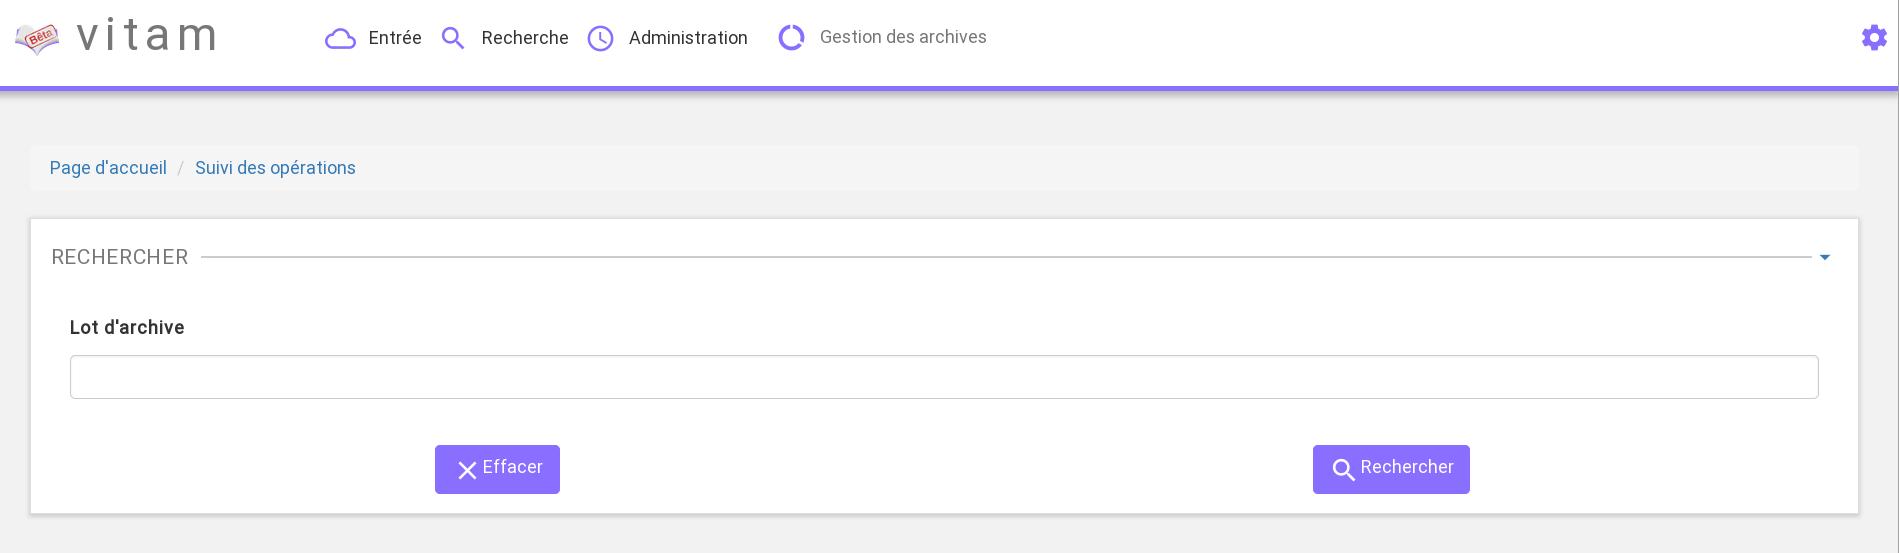 Bêta vitam
Entrée Recherche Administration Gestion des archives
Page d'accueil / Suivi des opérations
RECHERCHER
Lot d'archive
Effacer Rechercher